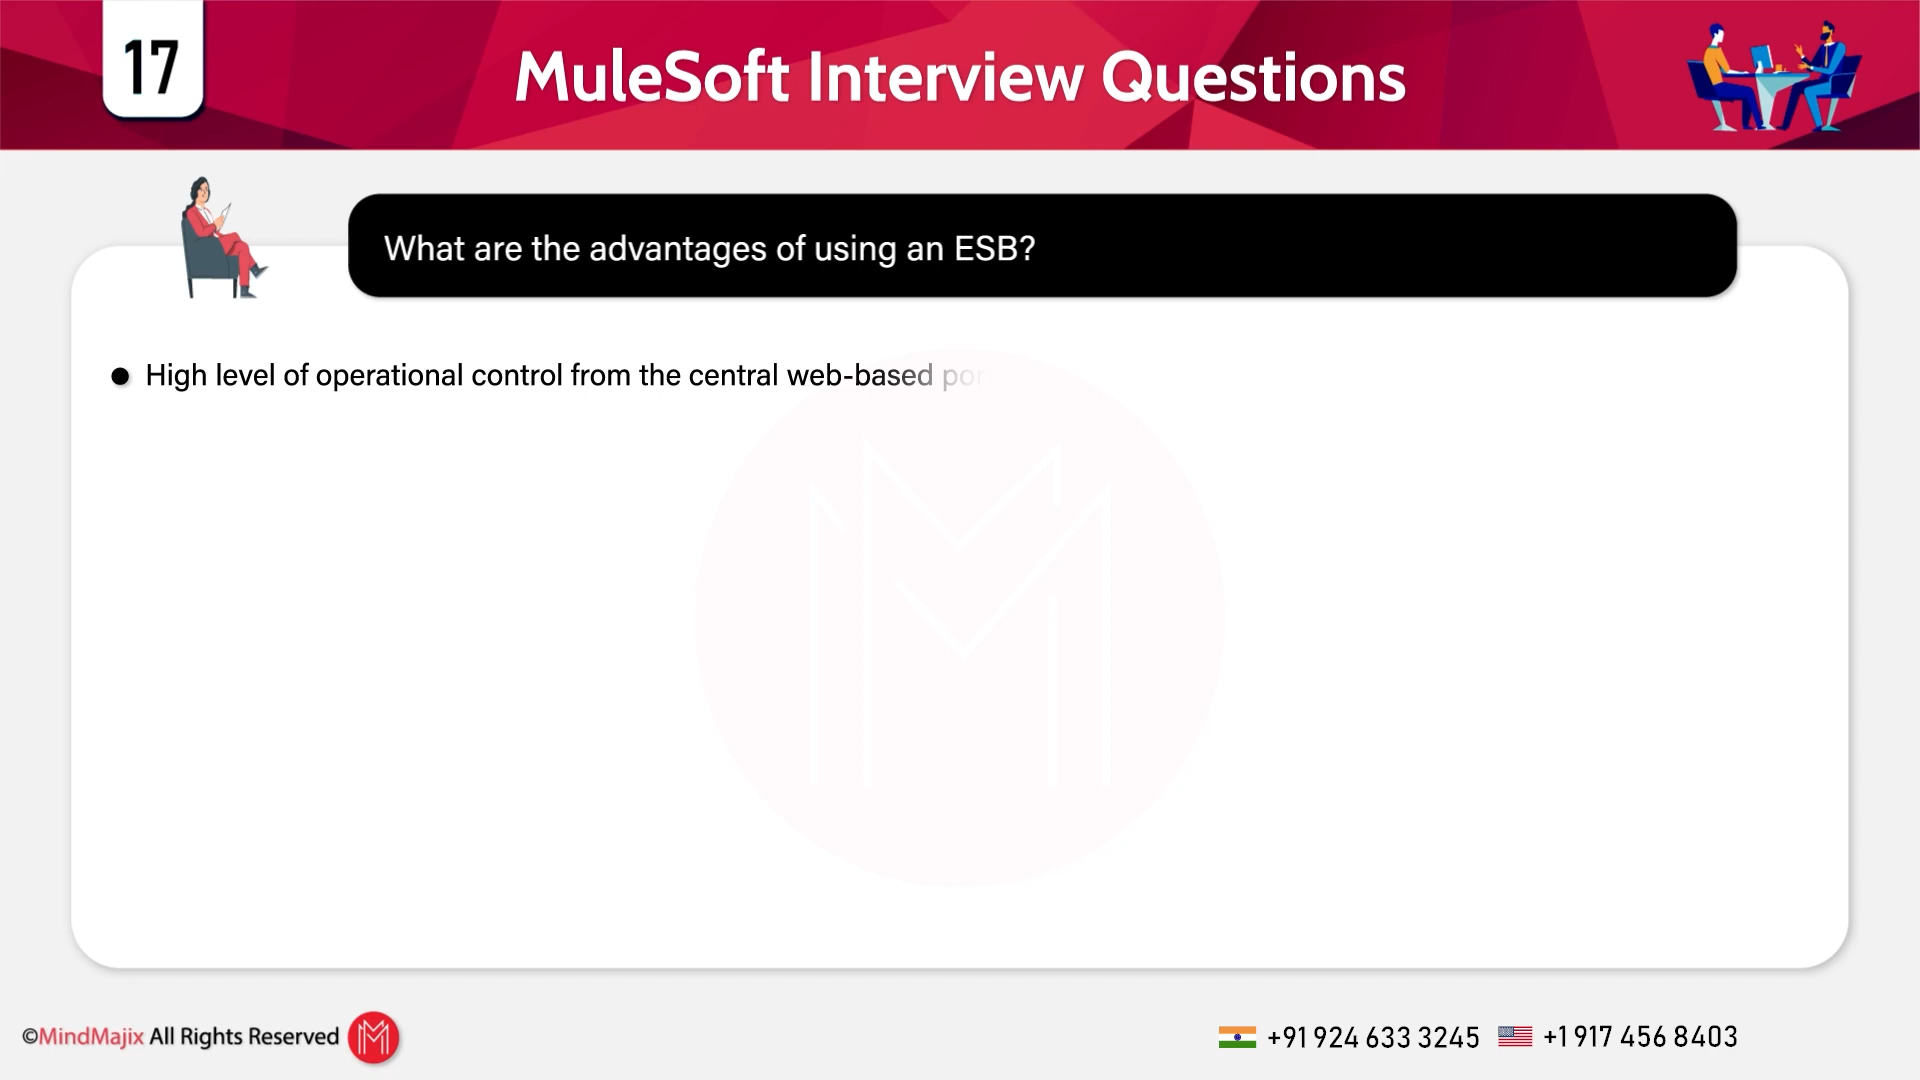 17
MuleSoft Interview Questions
What are the advantages of using an ESB?
● High level of operational control from the central web-based
©MindMajix All Rights Reserved
+91 924 633 3245 +1 917 456 8403